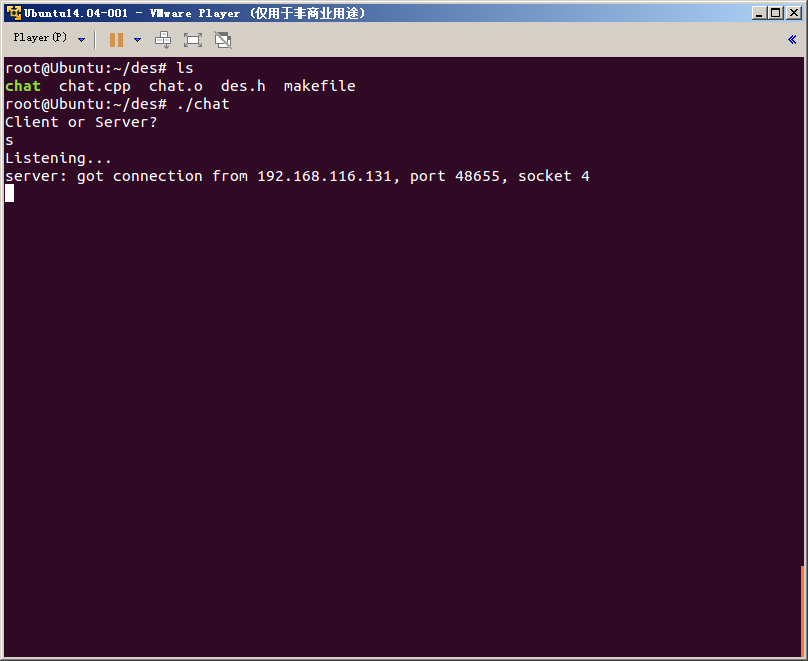 Ubuntu14.04-001 - VMware Player (仅用于非商业用途)
Player(P)
root@Ubuntu:~/des# ls
chat  chat.cpp  chat.o  des.h  makefile
root@Ubuntu:~/des# ./chat
Client or Server?
s
Listening...
server: got connection from 192.168.116.131, port 48655, socket 4